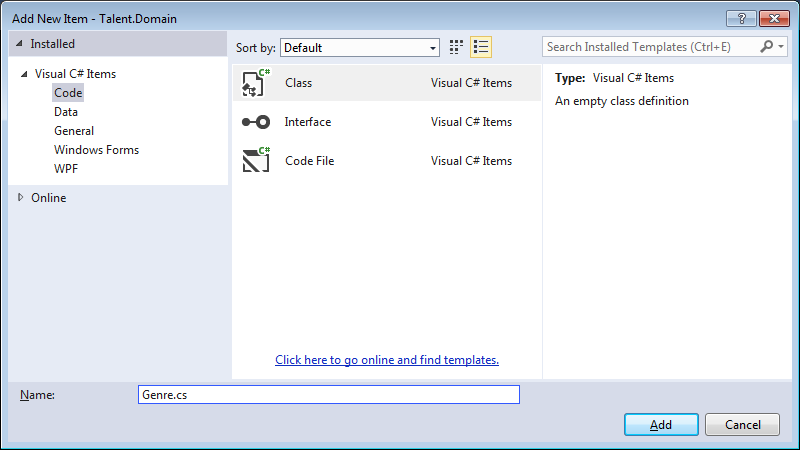 Add New Item - Talent.Domain
Installed
Sort by: Default
Search Installed Templates (Ctrl+E)
Visual C# Items
Code
Data
General
Windows Forms
WPF
Online
C# Class Visual C# Items
Interface Visual C# Items
C# Code File Visual C# Items
Type: Visual C# Items
An empty class definition
Click here to go online and find templates.
Name: Genre.cs
Add Cancel